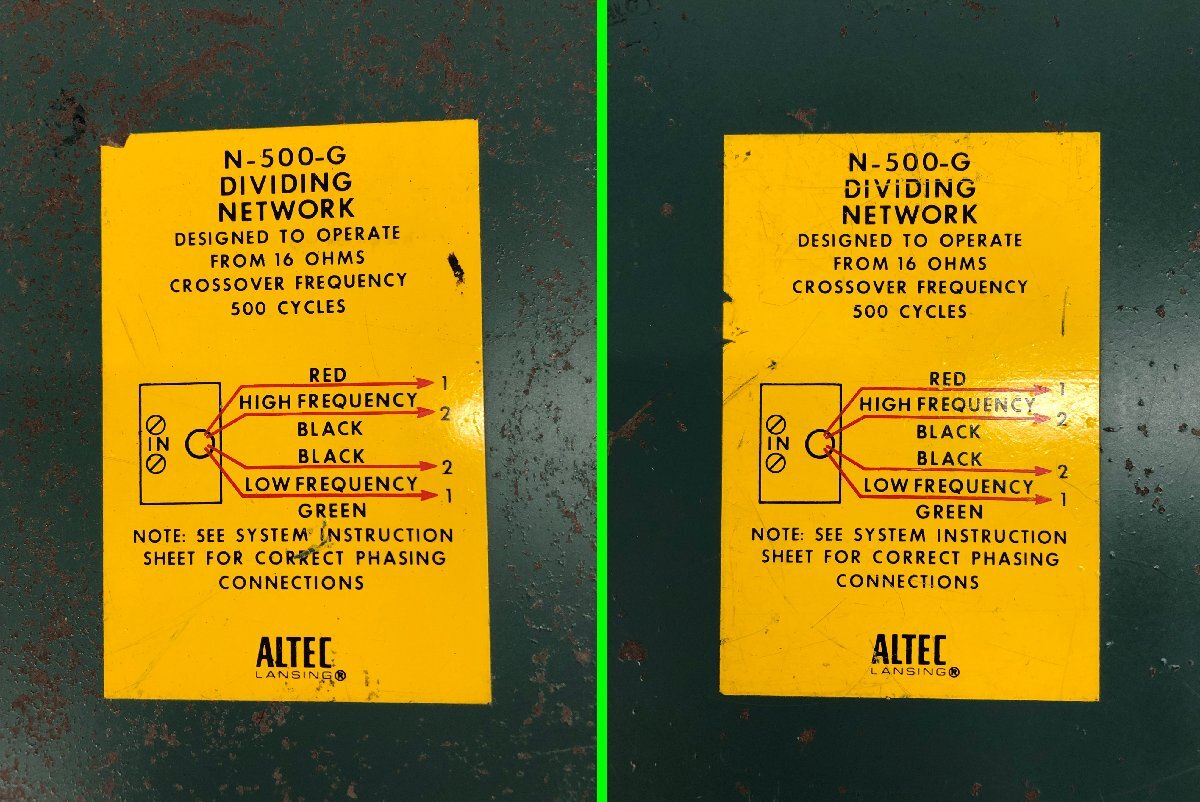 N-500-G
DIVIDING
NETWORK
DESIGNED TO OPERATE
FROM 16 OHMS
CROSSOVER FREQUENCY
500 CYCLES
RED
1
HIGH FREQUENCY
2
BLACK
IN
BLACK
2
LOW FREQUENCY
1
GREEN
NOTE: SEE SYSTEM INSTRUCTION
SHEET FOR CORRECT PHASING
CONNECTIONS
ALTEC
LANSING®
N-500-G
DIVIDING
NETWORK
DESIGNED TO OPERATE
FROM 16 OHMS
CROSSOVER FREQUENCY
500 CYCLES
RED
1
HIGH FREQUENCY
2
BLACK
IN
BLACK
2
LOW FREQUENCY
1
GREEN
NOTE: SEE SYSTEM INSTRUCTION
SHEET FOR CORRECT PHASING
CONNECTIONS
ALTEC
LANSING®